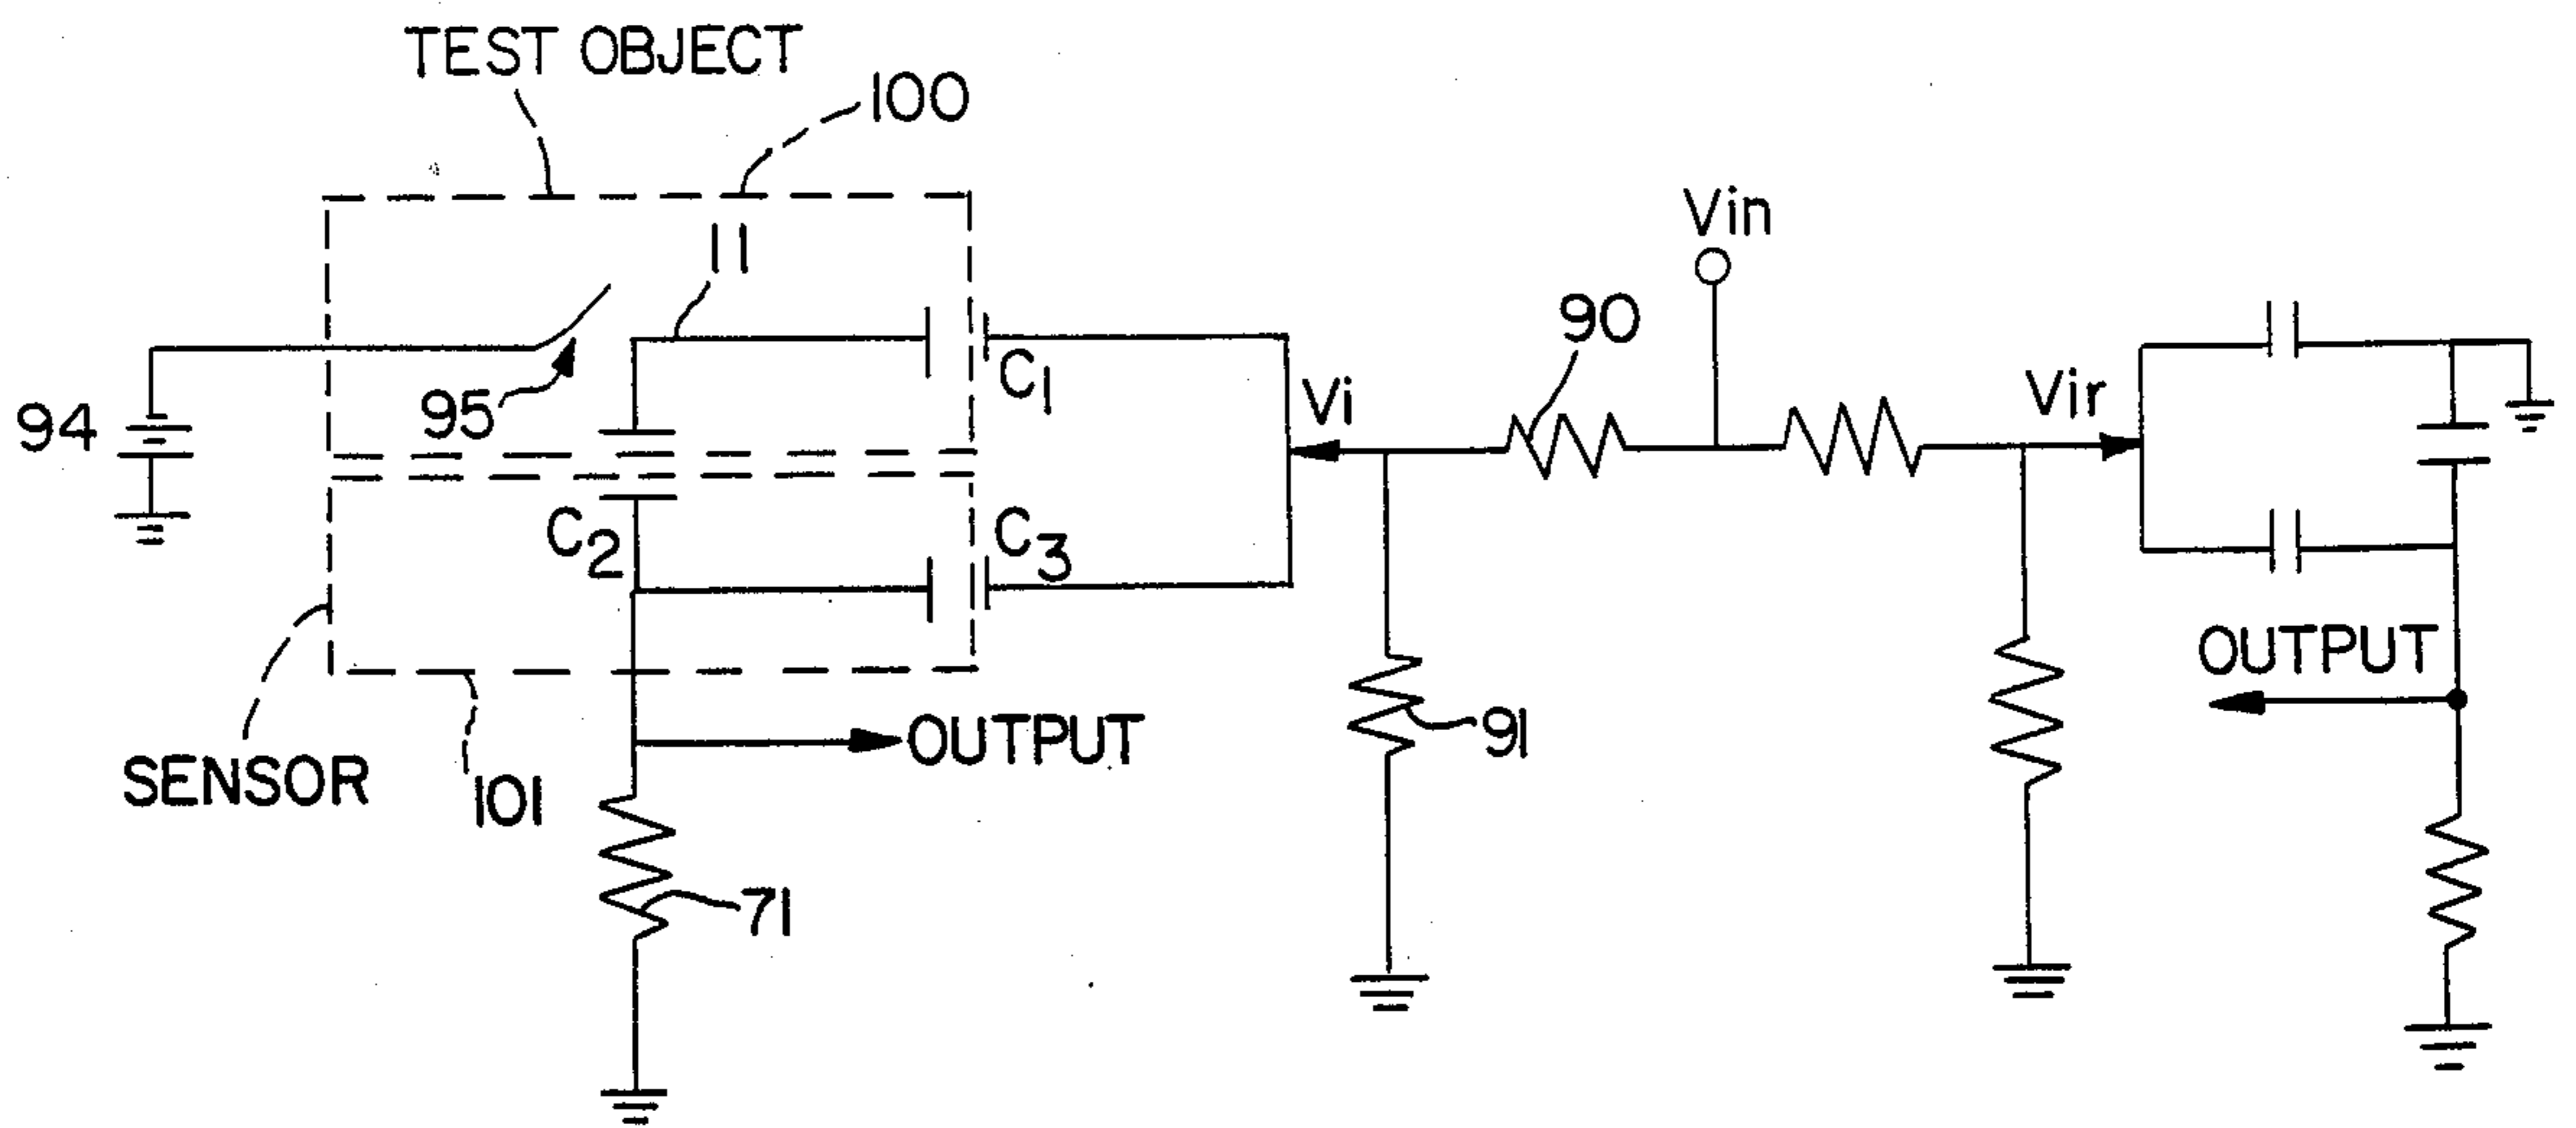 TEST OBJECT
100
11
Vin
90
C1
Vi
Vir
95
94
C2
C3
OUTPUT
91
OUTPUT
SENSOR
101
71